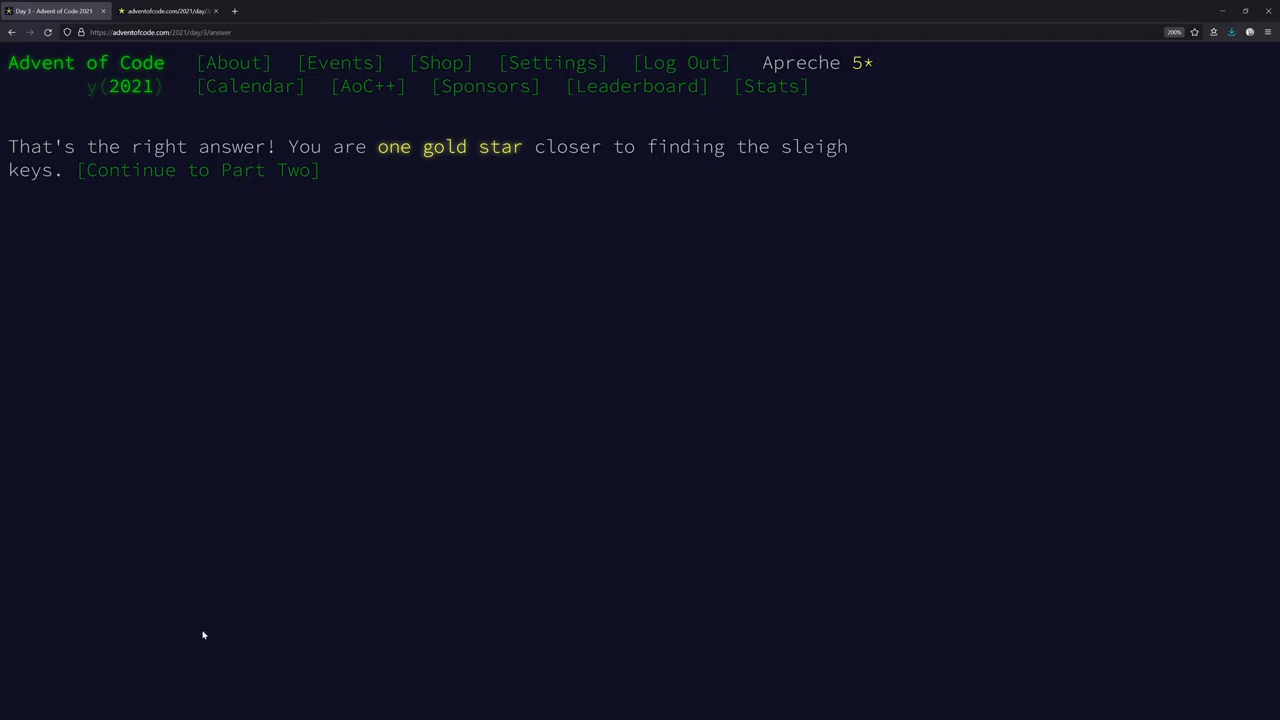 Day 3 - Advent of Code 2021
adventofcode.com/2021/day/3
https://adventofcode.com/2021/day/3/answer
200%
Advent of Code [About] [Events] [Shop] [Settings] [Log Out] Apreche 5*
y(2021) [Calendar] [AoC++] [Sponsors] [Leaderboard] [Stats]
That's the right answer! You are one gold star closer to finding the sleigh
keys. [Continue to Part Two]